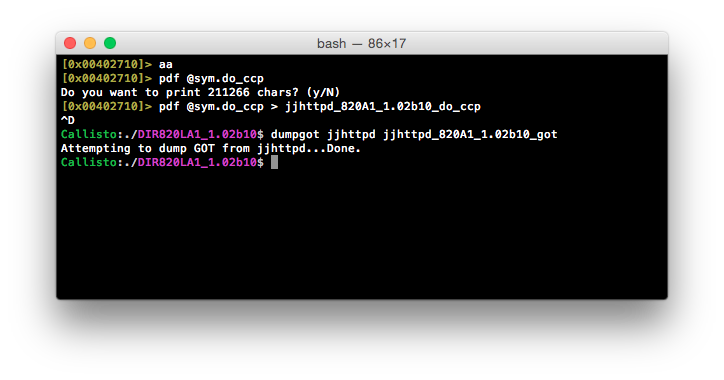 bash — 86×17
[0x00402710]> aa
[0x00402710]> pdf @sym.do_ccp
Do you want to print 211266 chars? (y/N)
[0x00402710]> pdf @sym.do_ccp > jjhttpd_820A1_1.02b10_do_ccp
^D
Callisto:./DIR820LA1_1.02b10$ dumpgot jjhttpd jjhttpd_820A1_1.02b10_got
Attempting to dump GOT from jjhttpd...Done.
Callisto:./DIR820LA1_1.02b10$